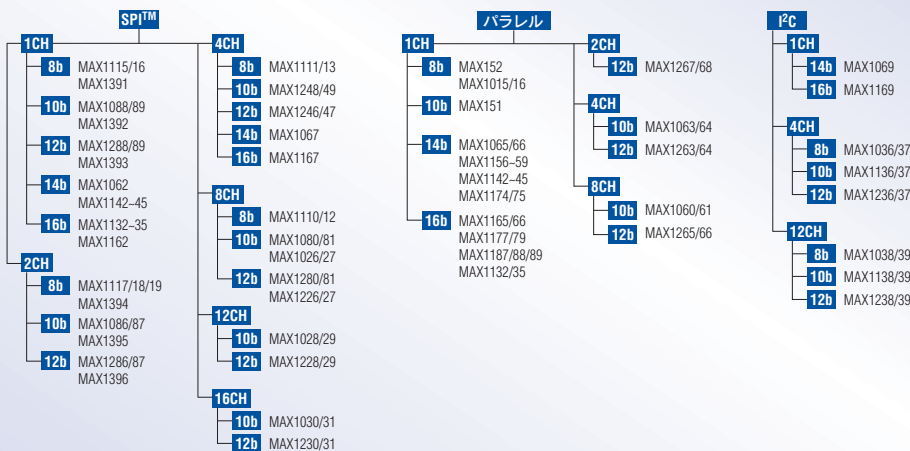 SPI™
1CH
8b MAX1115/16
MAX1391
10b MAX1088/89
MAX1392
12b MAX1288/89
MAX1393
14b MAX1062
MAX1142–45
16b MAX1132–35
MAX1162
2CH
8b MAX1117/18/19
MAX1394
10b MAX1086/87
MAX1395
12b MAX1286/87
MAX1396
4CH
8b MAX1111/13
10b MAX1248/49
12b MAX1246/47
14b MAX1067
16b MAX1167
8CH
8b MAX1110/12
10b MAX1080/81
MAX1026/27
12b MAX1280/81
MAX1226/27
12CH
10b MAX1028/29
12b MAX1228/29
16CH
10b MAX1030/31
12b MAX1230/31
パラレル
1CH
8b MAX152
MAX1015/16
10b MAX151
14b MAX1065/66
MAX1156–59
MAX1142–45
MAX1174/75
16b MAX1165/66
MAX1177/79
MAX1187/88/89
MAX1132/35
2CH
12b MAX1267/68
4CH
10b MAX1063/64
12b MAX1263/64
8CH
10b MAX1060/61
12b MAX1265/66
I²C
1CH
14b MAX1069
16b MAX1169
4CH
8b MAX1036/37
10b MAX1136/37
12b MAX1236/37
12CH
8b MAX1038/39
10b MAX1138/39
12b MAX1238/39